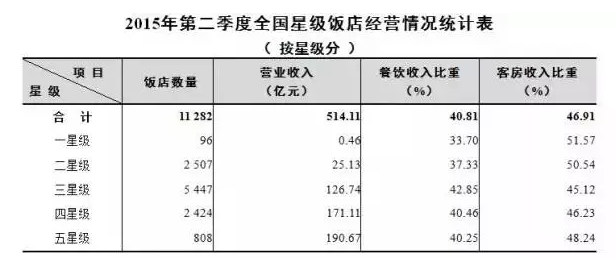 2015年第二季度全国星级饭店经营情况统计表
（ 按星级分 ）
项 目
星 级
饭店数量
营业收入
（亿元）
餐饮收入比重
（%）
客房收入比重
（%）
合 计 11 282 514.11 40.81 46.91
一星级 96 0.46 33.70 51.57
二星级 2 507 25.13 37.33 50.54
三星级 5 447 126.74 42.85 45.12
四星级 2 424 171.11 40.46 46.23
五星级 808 190.67 40.25 48.24